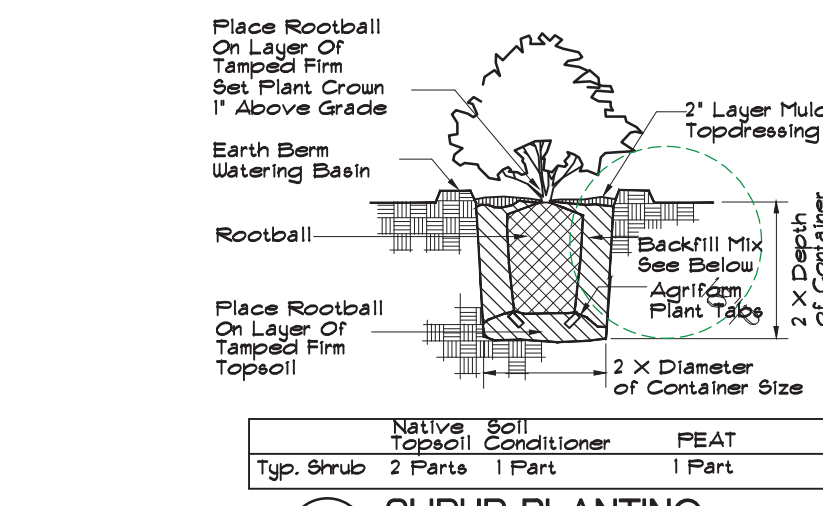 Place Rootball
On Layer Of
Tamped Firm
Set Plant Crown
1" Above Grade
2" Layer
Topdressing
Earth Berm
Watering Basin
Rootball
Backfill Mix
See Below
Agriform
Plant Tabs
2 X Depth
of Container
Place Rootball
On Layer Of
Tamped Firm
Topsoil
2 X Diameter
of Container Size
Native Soil
Topsoil Conditioner PEAT
Typ. Shrub 2 Parts 1 Part 1 Part